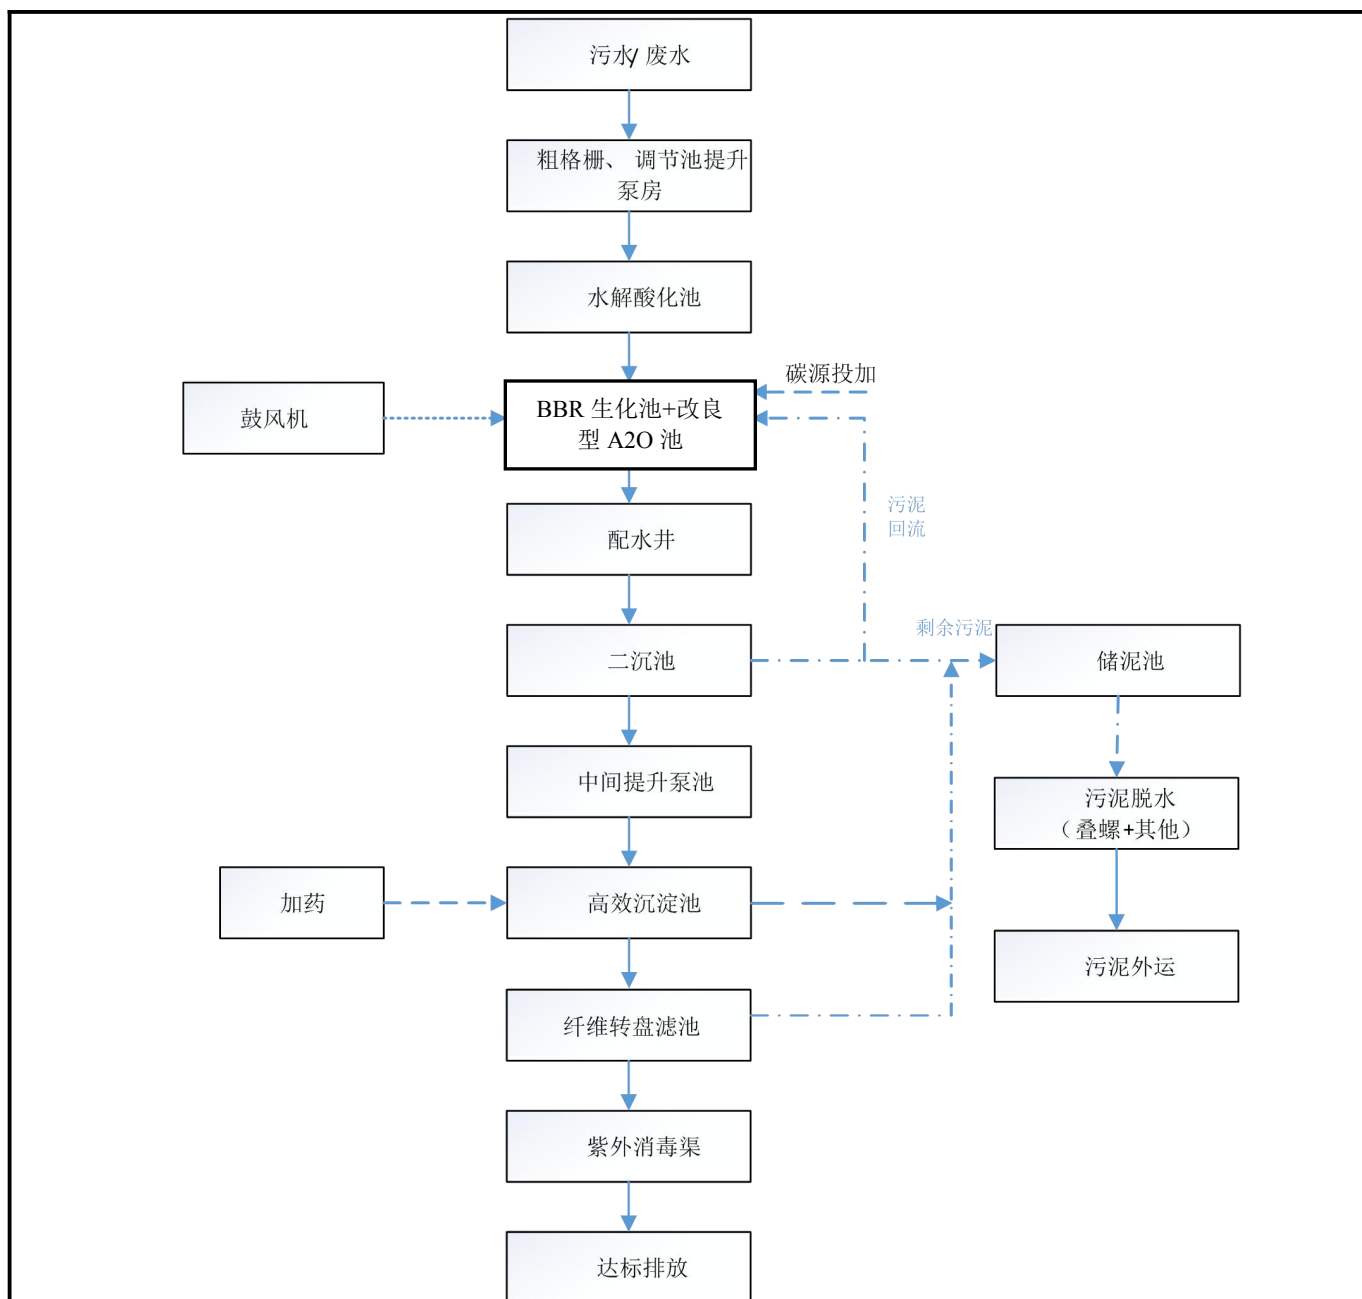 污水/ 废水
粗格栅、 调节池提升
泵房
水解酸化池
碳源投加
鼓风机
BBR 生化池+改良
型 A2O 池
污泥
回流
配水井
剩余污泥
二沉池
储泥池
中间提升泵池
污泥脱水
（叠螺+其他）
加药
高效沉淀池
污泥外运
纤维转盘滤池
紫外消毒渠
达标排放